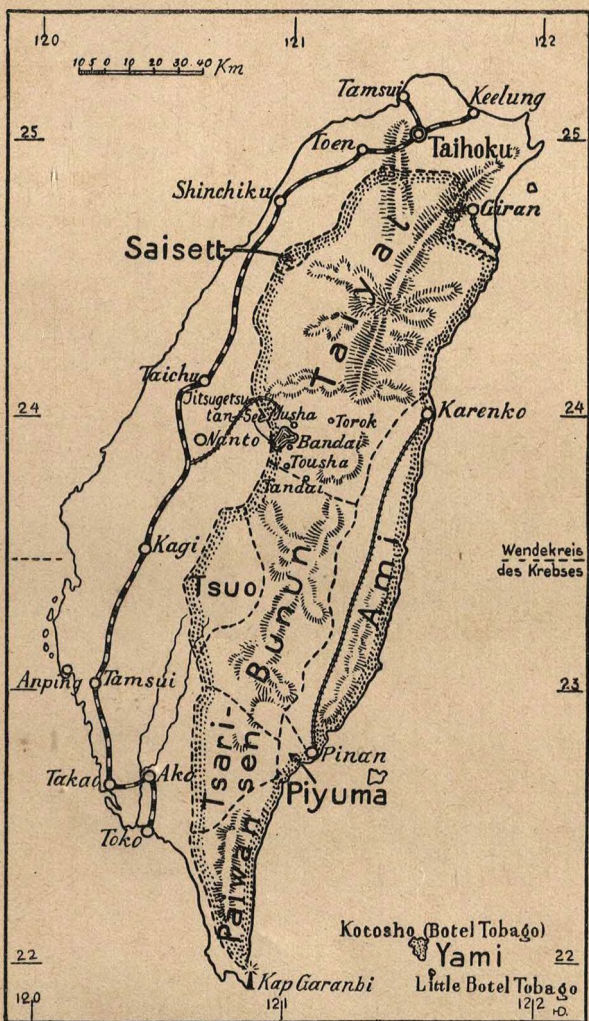 120
121
122
10 5 0 10 20 30 40 Km
Tamsui
Keelung
25
Toen
Taihoku
25
Shinchiku
Giran
Saisett
Taiyal
Taichu
Jitsugetsu
tan-See
Musha
24
Torok
Karenko
24
Nanto
Bandai
Tousha
Tandai
Kagi
Wendekreis
des Krebses
Tsuo
Bunun
Ami
Anping
Tamsui
23
23
Pinan
Takao
Ako
Tsari-
sen
Piyuma
Toko
Paiwan
Kotosho (Botel Tobago)
22
Yami
22
Kap Garanbi
Little Botel Tobago
120
121
122
H.D.